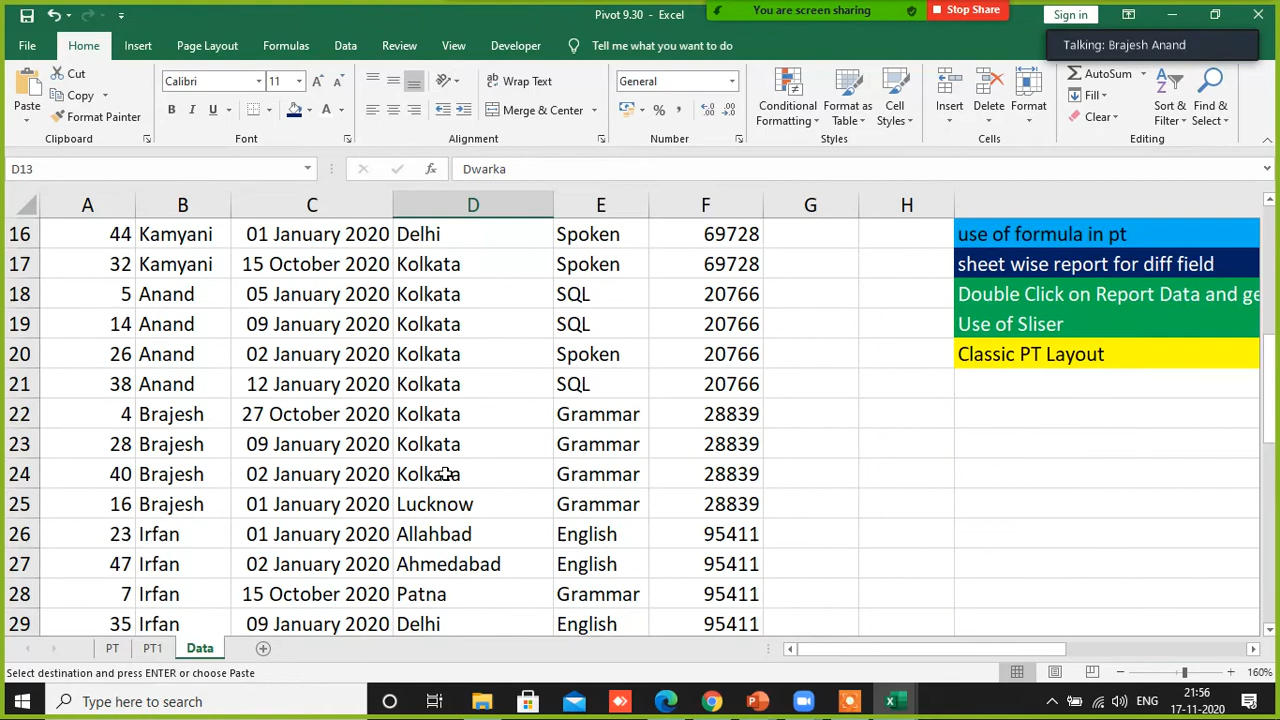 Pivot 9.30 - Excel
You are screen sharing
Stop Share
Sign in
Talking: Brajesh Anand
File Home Insert Page Layout Formulas Data Review View Developer Tell me what you want to do
Paste
Cut
Copy
Format Painter
Clipboard
Calibri 11
B I U A
Font
Wrap Text
Merge & Center
Alignment
General
%
Number
Conditional Formatting
Format as Table
Cell Styles
Styles
Insert
Delete
Format
Cells
AutoSum
Fill
Clear
Sort & Filter
Find & Select
Editing
D13 fx Dwarka
A B C D E F G H
16 44 Kamyani 01 January 2020 Delhi Spoken 69728 use of formula in pt
17 32 Kamyani 15 October 2020 Kolkata Spoken 69728 sheet wise report for diff field
18 5 Anand 05 January 2020 Kolkata SQL 20766 Double Click on Report Data and ge
19 14 Anand 09 January 2020 Kolkata SQL 20766 Use of Sliser
20 26 Anand 02 January 2020 Kolkata Spoken 20766 Classic PT Layout
21 38 Anand 12 January 2020 Kolkata SQL 20766
22 4 Brajesh 27 October 2020 Kolkata Grammar 28839
23 28 Brajesh 09 January 2020 Kolkata Grammar 28839
24 40 Brajesh 02 January 2020 Kolkata Grammar 28839
25 16 Brajesh 01 January 2020 Lucknow Grammar 28839
26 23 Irfan 01 January 2020 Allahbad English 95411
27 47 Irfan 02 January 2020 Ahmedabad English 95411
28 7 Irfan 15 October 2020 Patna Grammar 95411
29 35 Irfan 09 January 2020 Delhi English 95411
PT PT1 Data
Select destination and press ENTER or choose Paste
160%
Type here to search
ENG
21:56
17-11-2020